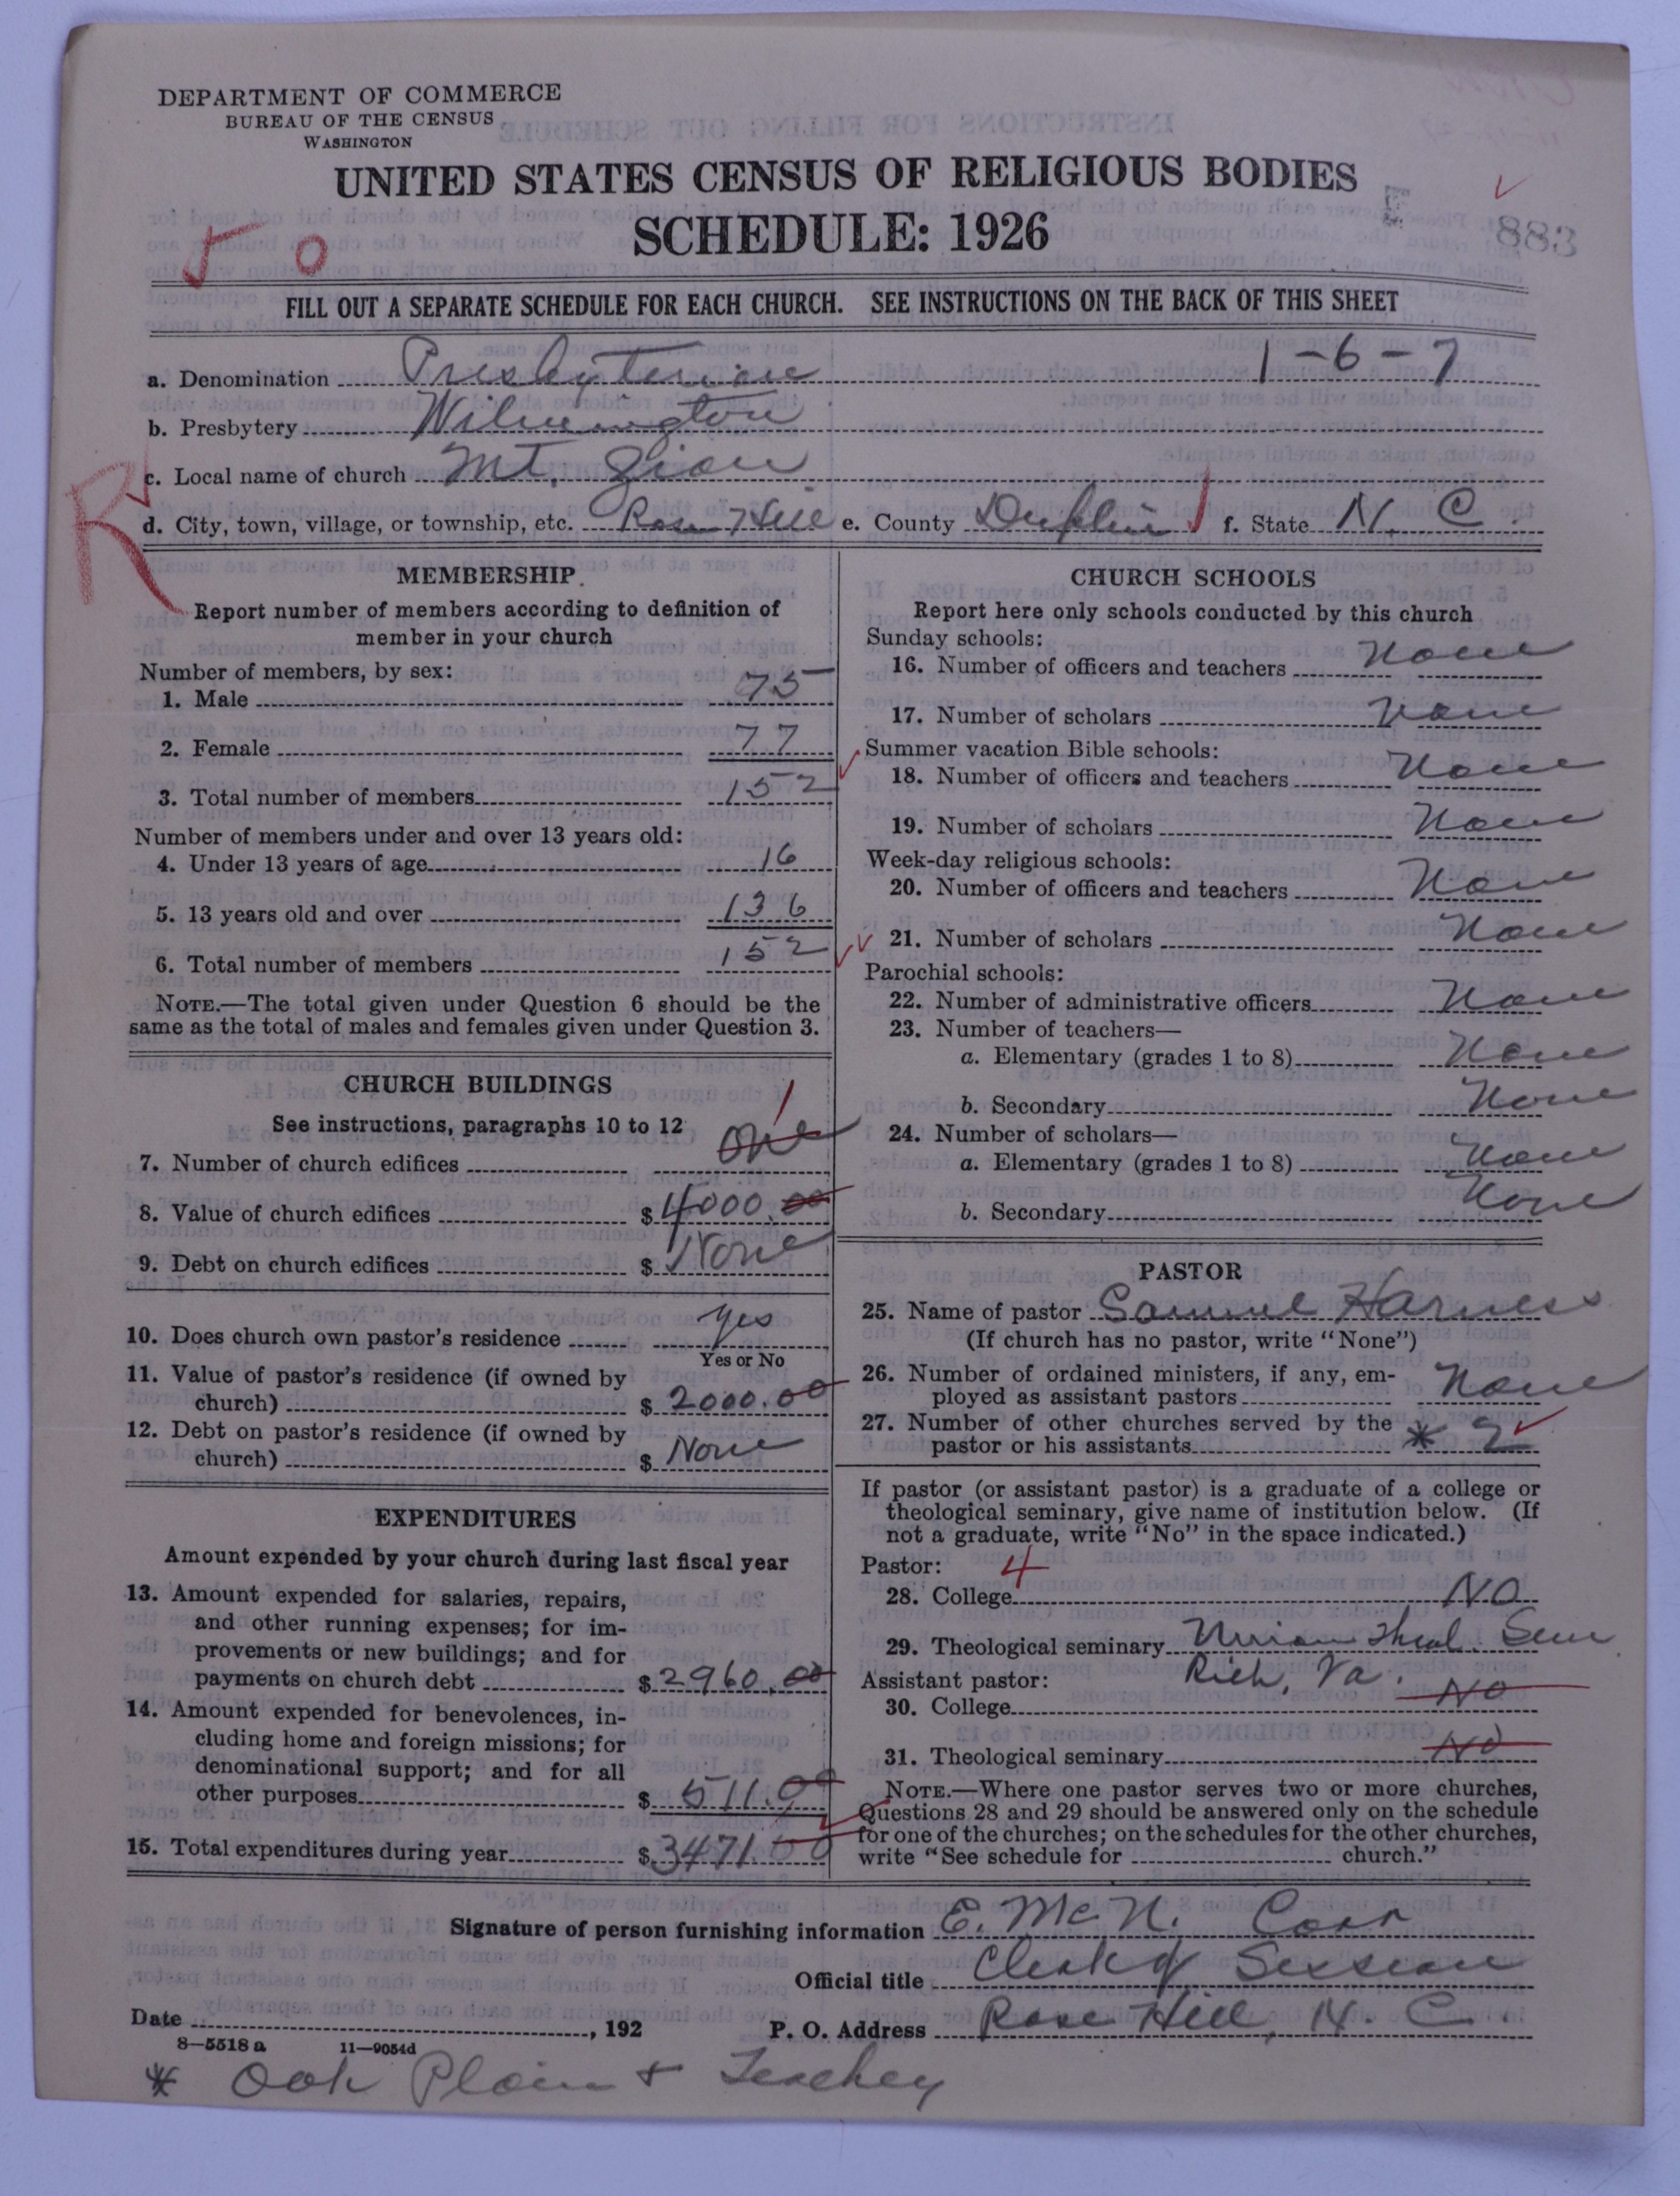 DEPARTMENT OF COMMERCE
BUREAU OF THE CENSUS
WASHINGTON
UNITED STATES CENSUS OF RELIGIOUS BODIES
SCHEDULE: 1926
883
FILL OUT A SEPARATE SCHEDULE FOR EACH CHURCH. SEE INSTRUCTIONS ON THE BACK OF THIS SHEET
a. Denomination Presbyterian 1-6-7
b. Presbytery Wilmington
c. Local name of church Mt. Zion
d. City, town, village, or township, etc. Rose Hill e. County Duplin f. State N. C.
R
MEMBERSHIP
Report number of members according to definition of
member in your church
Number of members, by sex:
1. Male 75
2. Female 77
3. Total number of members 152
Number of members under and over 13 years old:
4. Under 13 years of age 16
5. 13 years old and over 136
6. Total number of members 152
NOTE.—The total given under Question 6 should be the
same as the total of males and females given under Question 3.
CHURCH BUILDINGS
See instructions, paragraphs 10 to 12
7. Number of church edifices one 1
8. Value of church edifices $ 4000.00
9. Debt on church edifices $ None
10. Does church own pastor's residence yes
Yes or No
11. Value of pastor's residence (if owned by
church) $ 2000.00
12. Debt on pastor's residence (if owned by
church) $ None
EXPENDITURES
Amount expended by your church during last fiscal year
13. Amount expended for salaries, repairs,
and other running expenses; for im-
provements or new buildings; and for
payments on church debt $ 2960.00
14. Amount expended for benevolences, in-
cluding home and foreign missions; for
denominational support; and for all
other purposes $ 511.00
15. Total expenditures during year $ 3471.00
CHURCH SCHOOLS
Report here only schools conducted by this church
Sunday schools:
16. Number of officers and teachers None
17. Number of scholars None
Summer vacation Bible schools:
18. Number of officers and teachers None
19. Number of scholars None
Week-day religious schools:
20. Number of officers and teachers None
21. Number of scholars None
Parochial schools:
22. Number of administrative officers None
23. Number of teachers—
a. Elementary (grades 1 to 8) None
b. Secondary None
24. Number of scholars—
a. Elementary (grades 1 to 8) None
b. Secondary None
PASTOR
25. Name of pastor Samuel Harness
(If church has no pastor, write "None")
26. Number of ordained ministers, if any, em-
ployed as assistant pastors None
27. Number of other churches served by the
pastor or his assistants * 2
If pastor (or assistant pastor) is a graduate of a college or
theological seminary, give name of institution below. (If
not a graduate, write "No" in the space indicated.)
Pastor: 4
28. College NO
29. Theological seminary Union Theol. Sem
Rich, Va.
Assistant pastor:
30. College NO
31. Theological seminary NO
NOTE.—Where one pastor serves two or more churches,
Questions 28 and 29 should be answered only on the schedule
for one of the churches; on the schedules for the other churches,
write "See schedule for church."
Signature of person furnishing information E. McN. Carr
Official title Clerk of Session
Date , 192 P. O. Address Rose Hill, N. C.
8—5518 a 11—9054d
* Oak Plain & Teachey